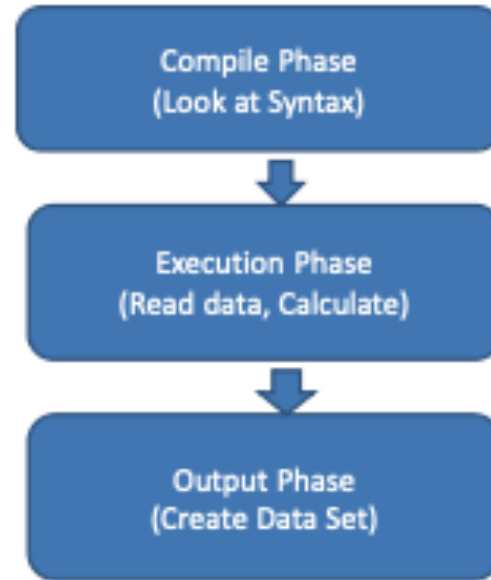 Compile Phase
(Look at Syntax)
Execution Phase
(Read data, Calculate)
Output Phase
(Create Data Set)